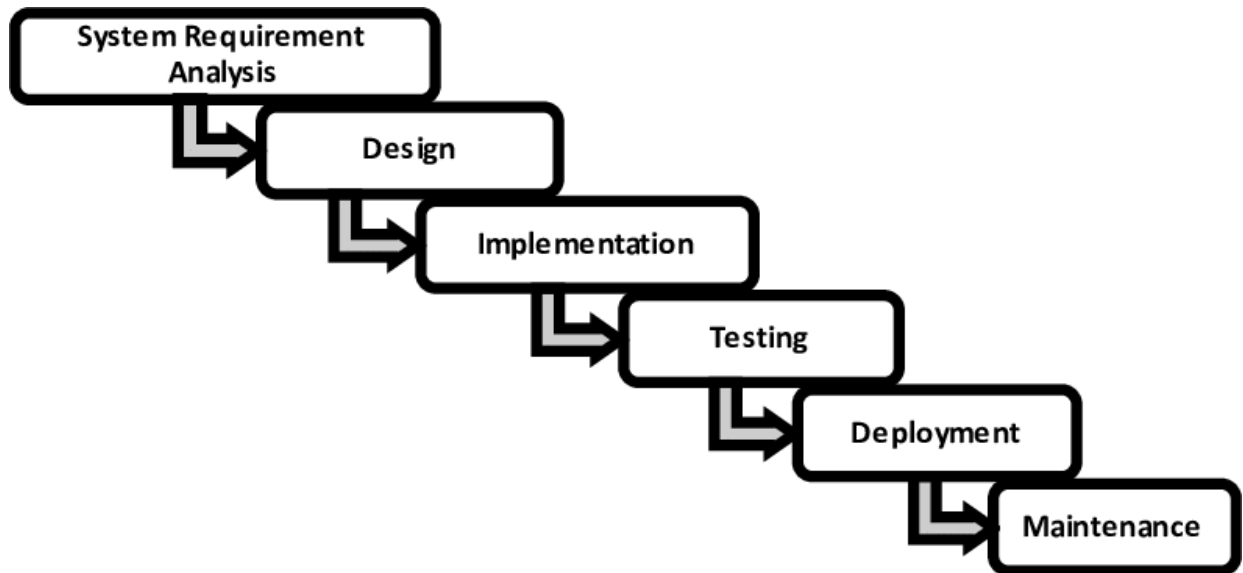 System Requirement
Analysis
Design
Implementation
Testing
Deployment
Maintenance